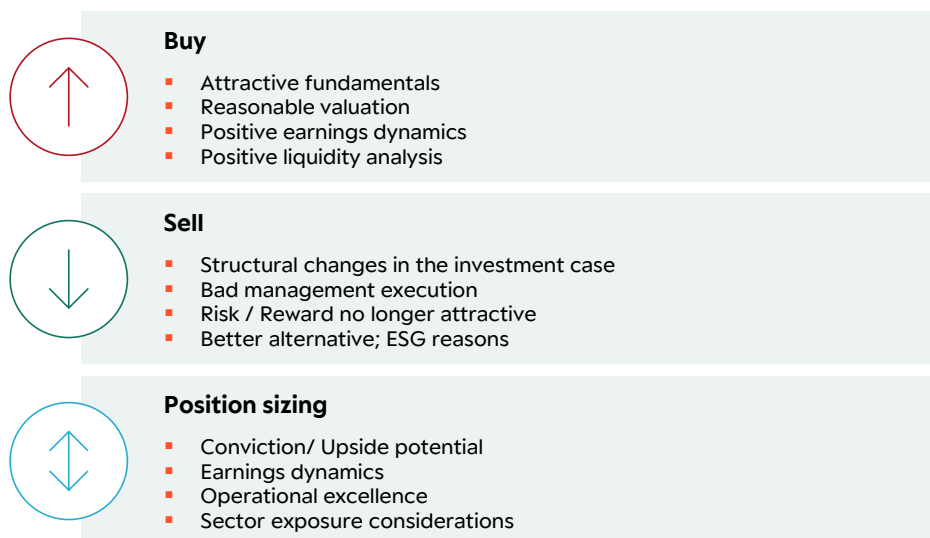 Buy
▪ Attractive fundamentals
▪ Reasonable valuation
▪ Positive earnings dynamics
▪ Positive liquidity analysis
Sell
▪ Structural changes in the investment case
▪ Bad management execution
▪ Risk / Reward no longer attractive
▪ Better alternative; ESG reasons
Position sizing
▪ Conviction/ Upside potential
▪ Earnings dynamics
▪ Operational excellence
▪ Sector exposure considerations